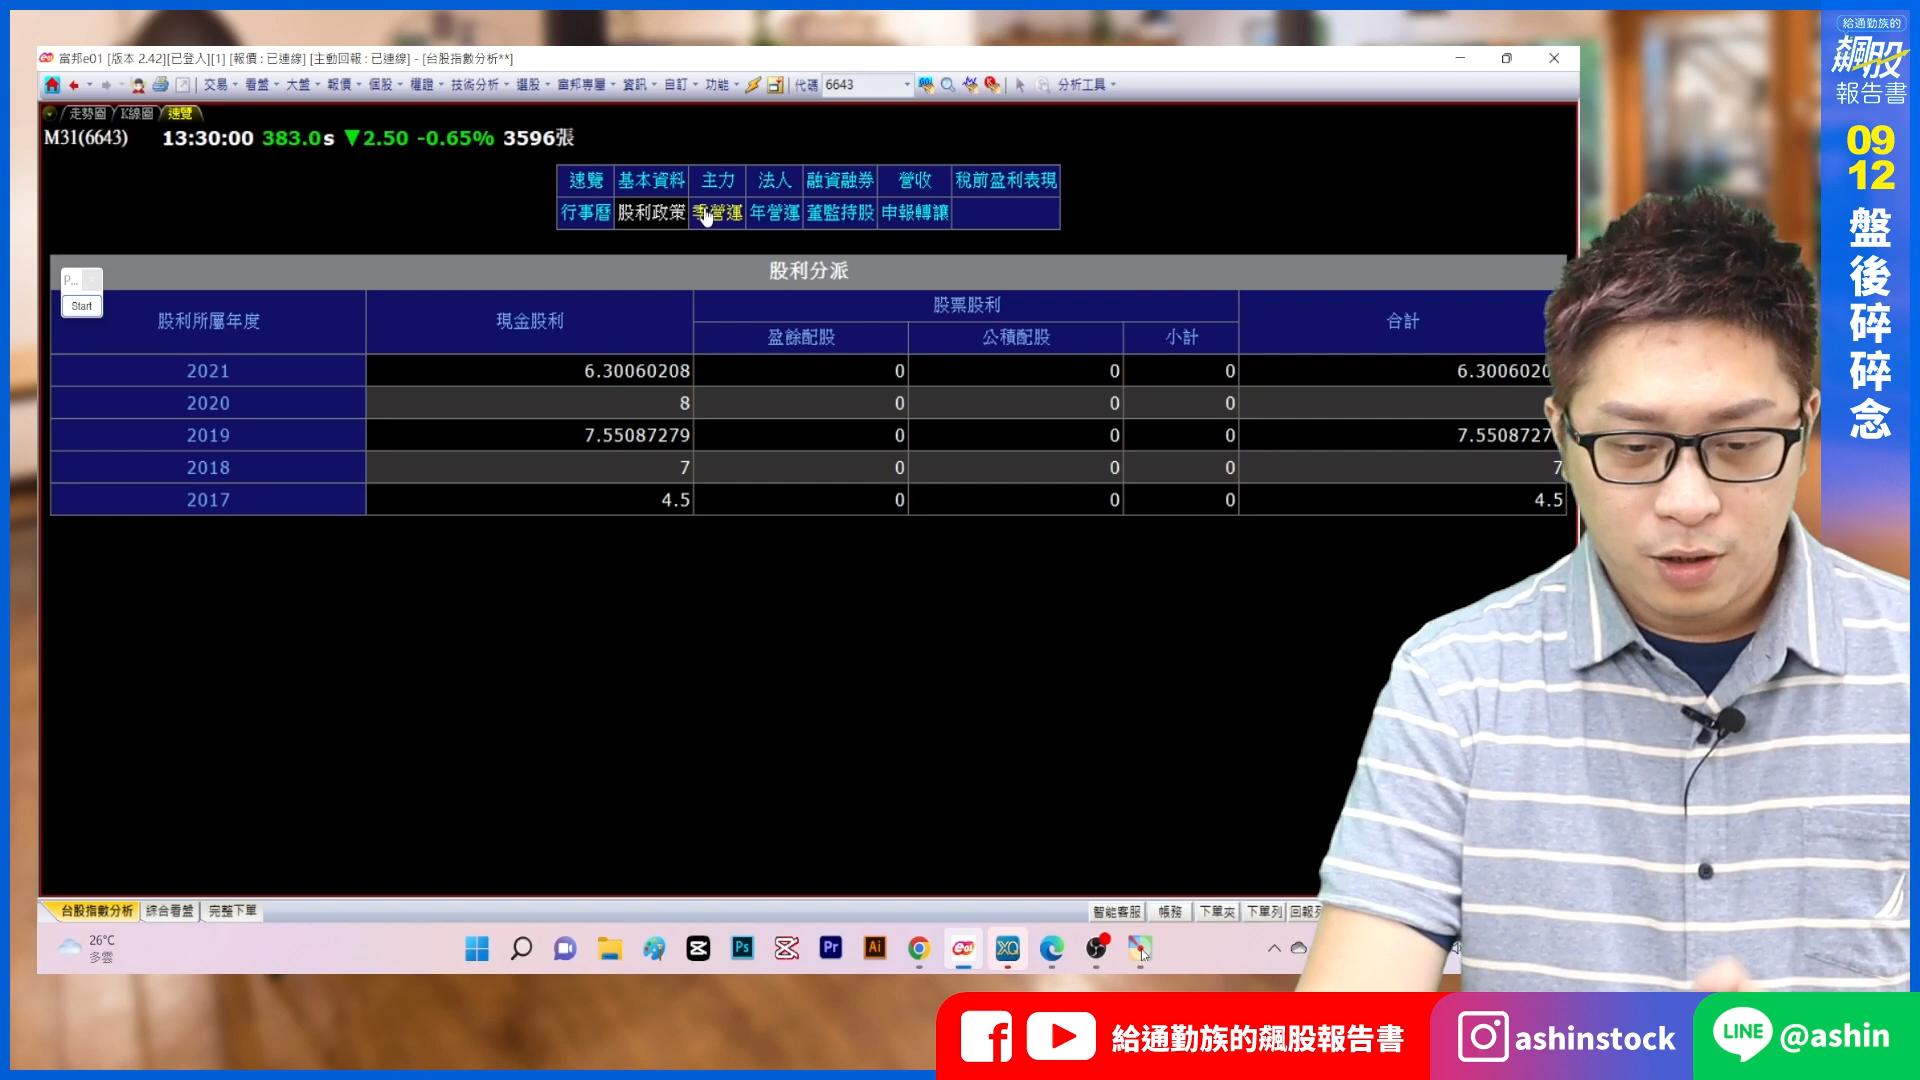 富邦e01 [版本 2.42][已登入][1] [報價 : 已連線] [主動回報 : 已連線] - [台股指數分析**]
交易 看盤 大盤 報價 個股 權證 技術分析 選股 富邦專屬 資訊 自訂 功能 代碼 6643 分析工具
走勢圖 K線圖 速覽
M31(6643) 13:30:00 383.0s ▼2.50 -0.65% 3596張
速覽 基本資料 主力 法人 融資融券 營收 稅前盈利表現
行事曆 股利政策 季營運 年營運 董監持股 申報轉讓
股利分派
P...
Start
股利所屬年度 現金股利 股票股利 合計
盈餘配股 公積配股 小計
2021 6.30060208 0 0 0 6.3006020
2020 8 0 0 0
2019 7.55087279 0 0 0 7.5508727
2018 7 0 0 0 7
2017 4.5 0 0 0 4.5
台股指數分析 綜合看盤 完整下單
智能客服 帳務 下單夾 下單列 回報列
26°C
多雲
Ps Pr Ai e01 XQ
給通勤族的
飆股
報告書
09
12
盤後碎碎念
給通勤族的飆股報告書
ashinstock
LINE @ashin